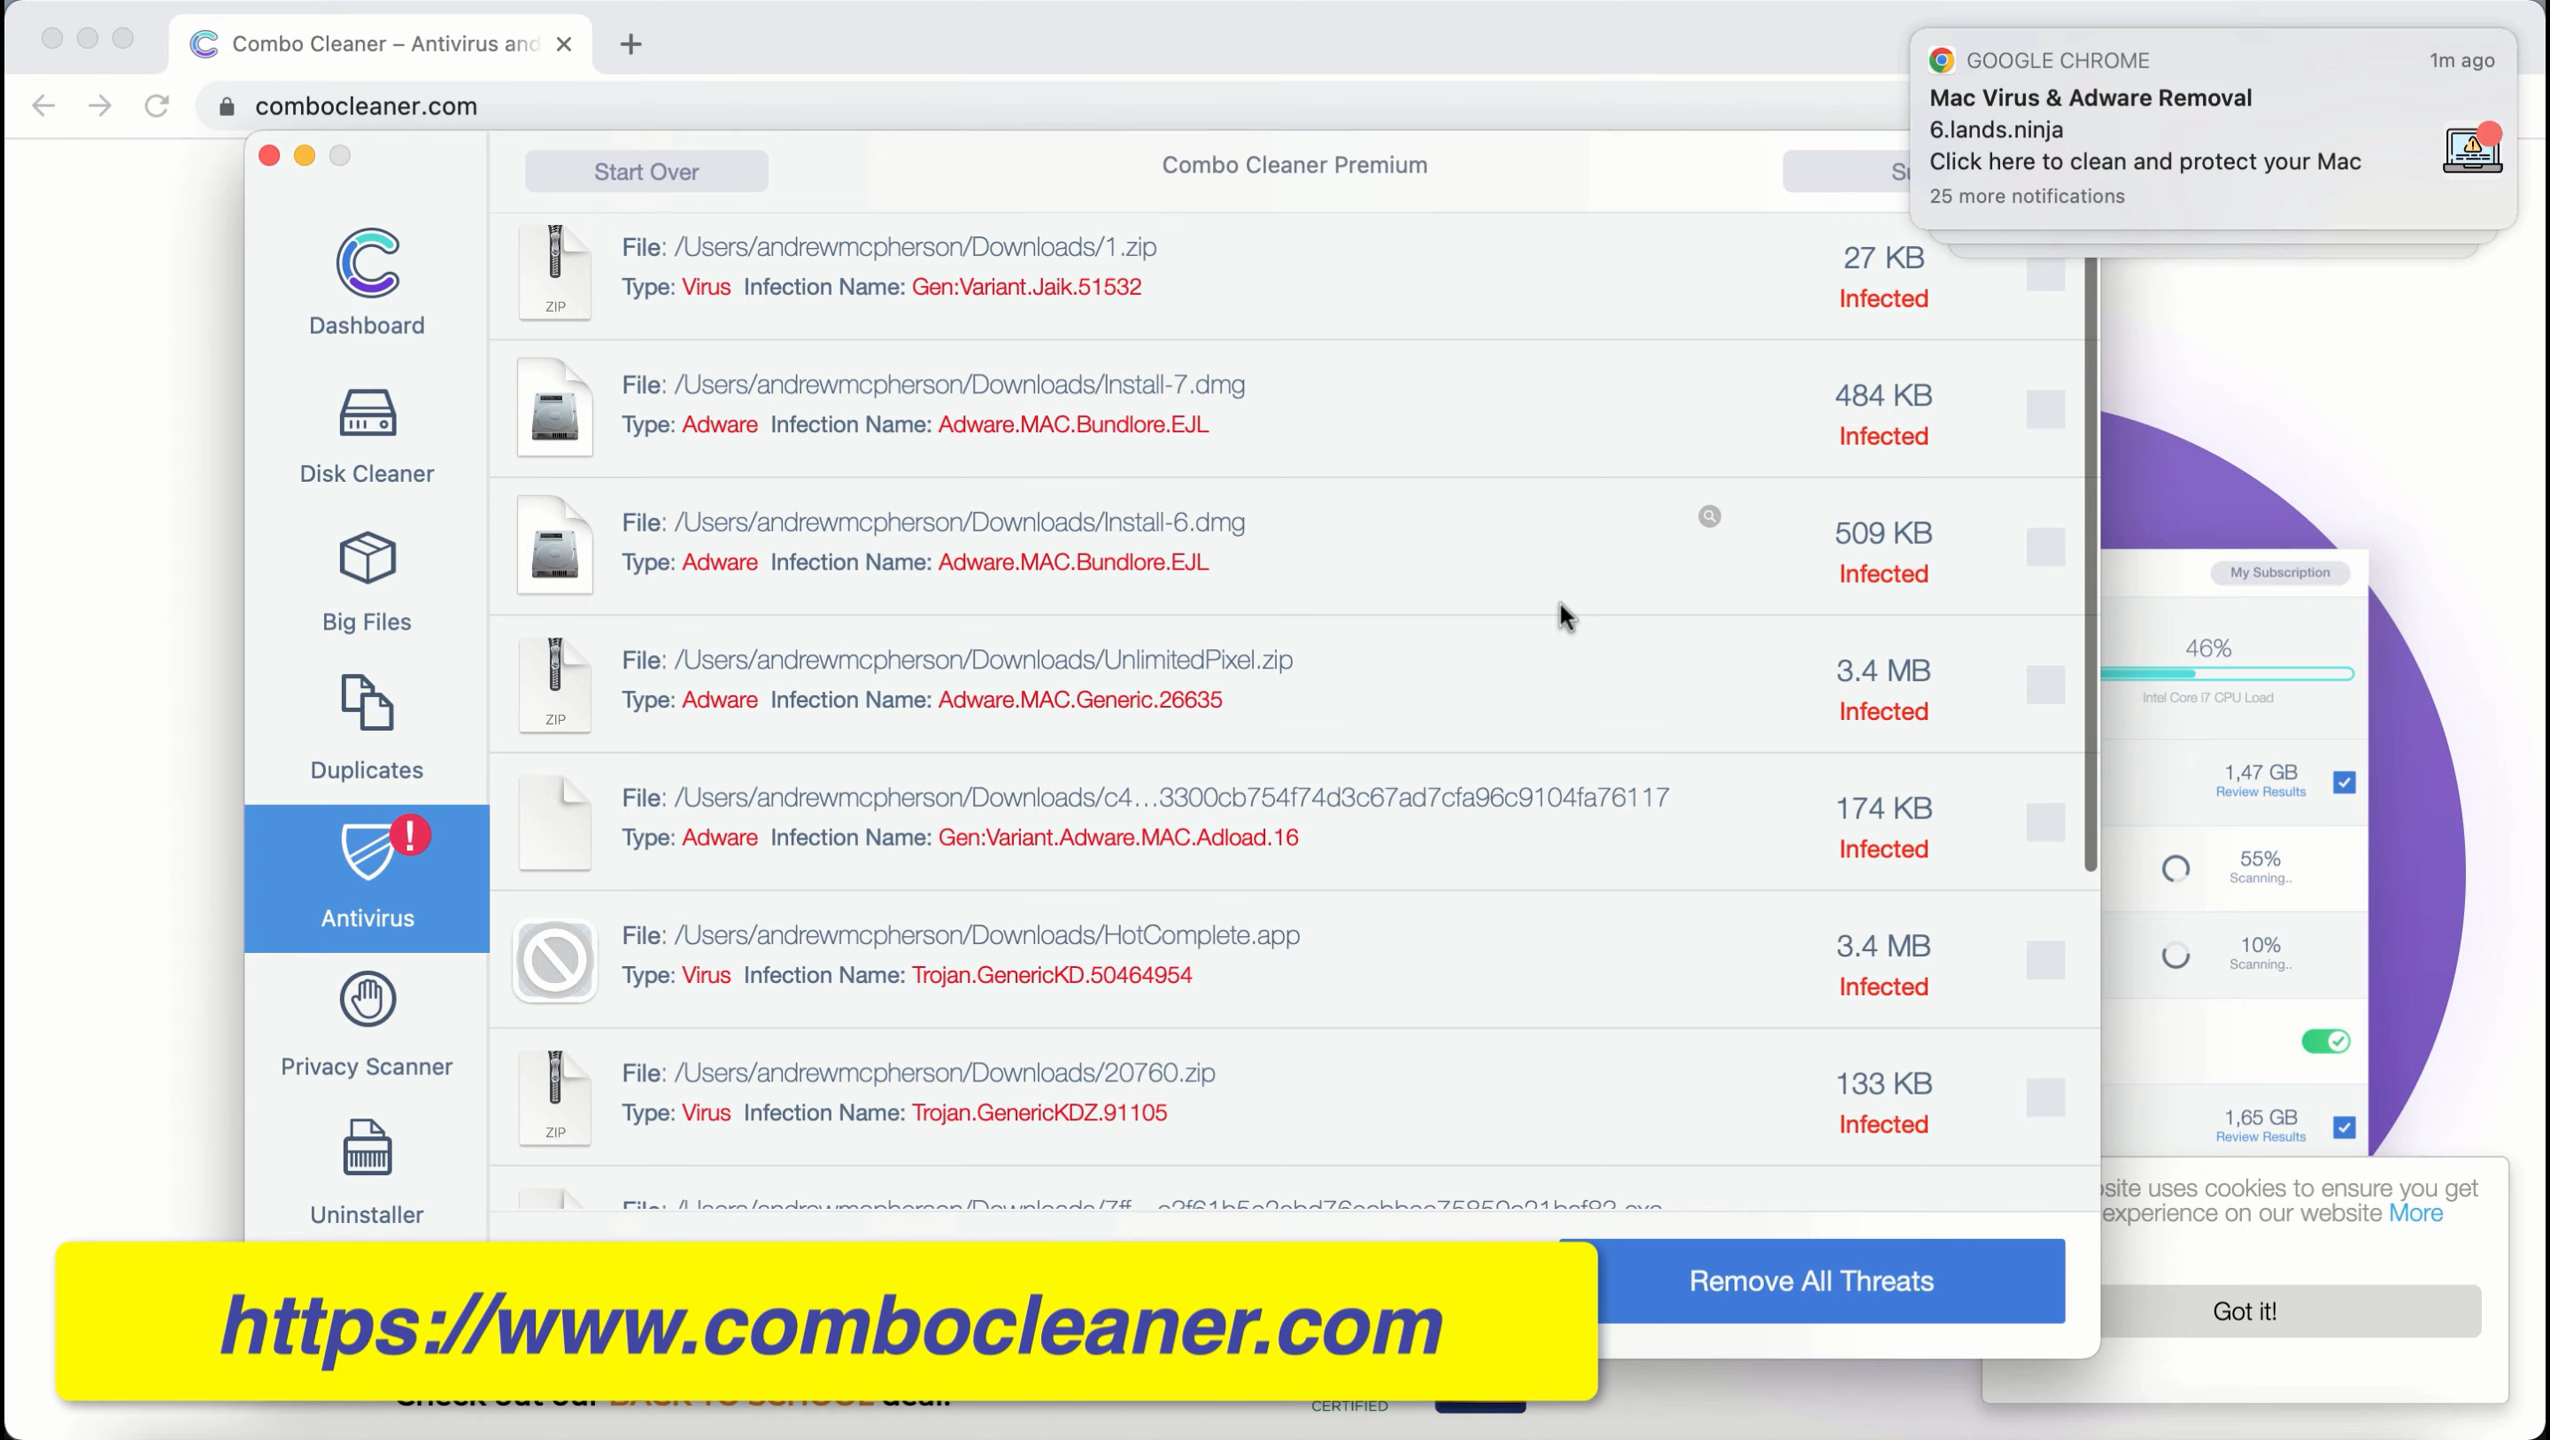 Combo Cleaner – Antivirus and
combocleaner.com
GOOGLE CHROME
1m ago
Mac Virus & Adware Removal
6.lands.ninja
Click here to clean and protect your Mac
25 more notifications
Start Over
Combo Cleaner Premium
Dashboard
Disk Cleaner
Big Files
Duplicates
Antivirus
Privacy Scanner
Uninstaller
File: /Users/andrewmcpherson/Downloads/1.zip
Type: Virus Infection Name: Gen:Variant.Jaik.51532
ZIP
27 KB
Infected
File: /Users/andrewmcpherson/Downloads/Install-7.dmg
Type: Adware Infection Name: Adware.MAC.Bundlore.EJL
484 KB
Infected
File: /Users/andrewmcpherson/Downloads/Install-6.dmg
Type: Adware Infection Name: Adware.MAC.Bundlore.EJL
509 KB
Infected
File: /Users/andrewmcpherson/Downloads/UnlimitedPixel.zip
Type: Adware Infection Name: Adware.MAC.Generic.26635
ZIP
3.4 MB
Infected
File: /Users/andrewmcpherson/Downloads/c4...3300cb754f74d3c67ad7cfa96c9104fa76117
Type: Adware Infection Name: Gen:Variant.Adware.MAC.Adload.16
174 KB
Infected
File: /Users/andrewmcpherson/Downloads/HotComplete.app
Type: Virus Infection Name: Trojan.GenericKD.50464954
3.4 MB
Infected
File: /Users/andrewmcpherson/Downloads/20760.zip
Type: Virus Infection Name: Trojan.GenericKDZ.91105
ZIP
133 KB
Infected
Remove All Threats
https://www.combocleaner.com
My Subscription
46%
Intel Core i7 CPU Load
1,47 GB
Review Results
55%
Scanning..
10%
Scanning..
1,65 GB
Review Results
site uses cookies to ensure you get
experience on our website More
Got it!
CERTIFIED